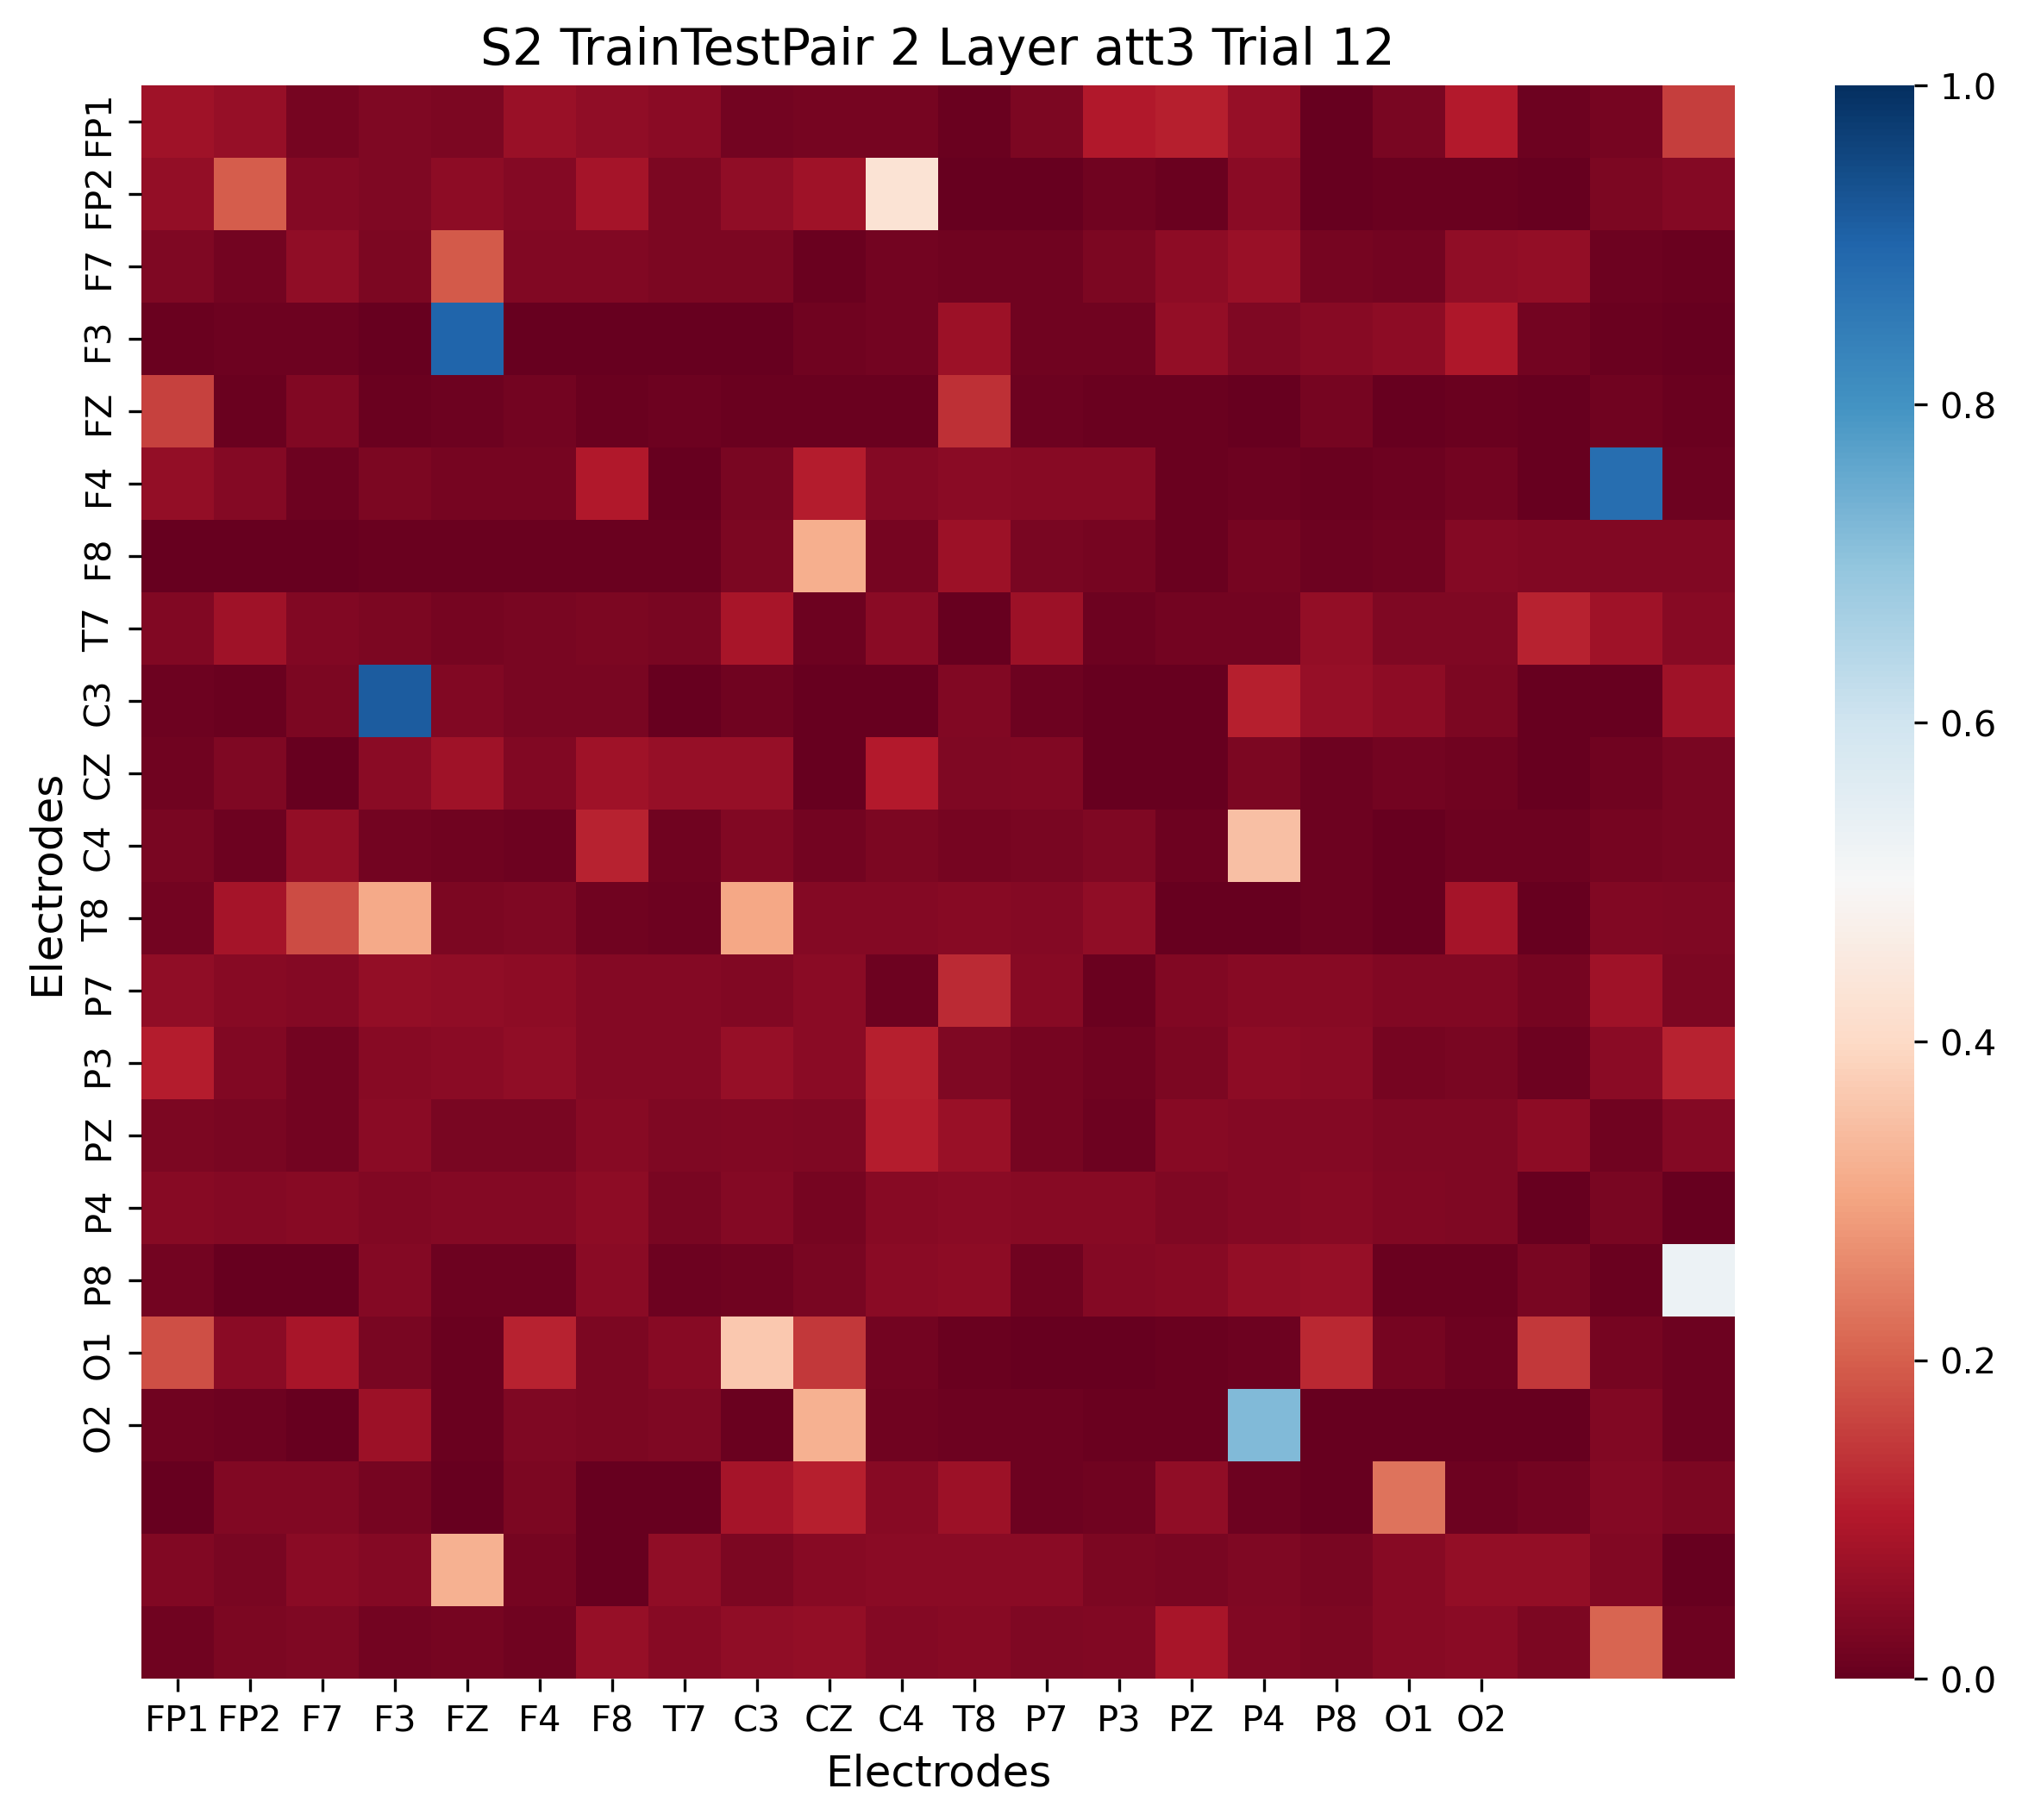 S2 TrainTestPair 2 Layer att3 Trial 12
Electrodes
FP1
FP2
F7
F3
FZ
F4
F8
T7
C3
CZ
C4
T8
P7
P3
PZ
P4
P8
O1
O2
FP1 FP2 F7 F3 FZ F4 F8 T7 C3 CZ C4 T8 P7 P3 PZ P4 P8 O1 O2
Electrodes
1.0
0.8
0.6
0.4
0.2
0.0